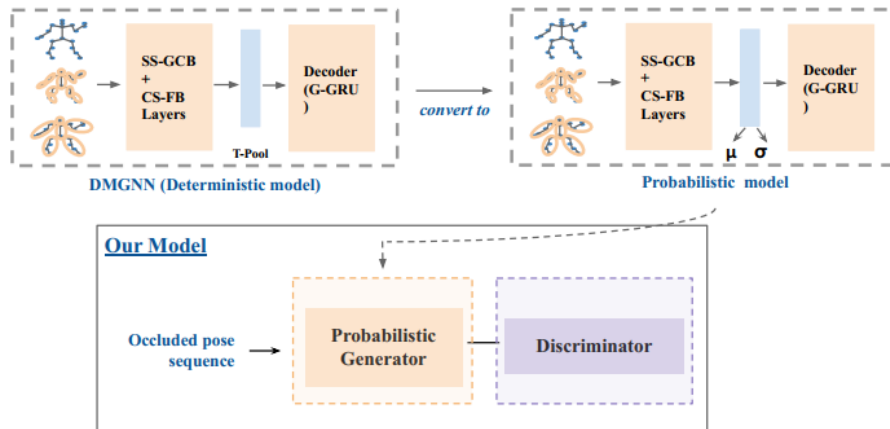 SS-GCB
+
CS-FB
Layers
Decoder
(G-GRU
)
T-Pool
DMGNN (Deterministic model)
convert to
SS-GCB
+
CS-FB
Layers
Decoder
(G-GRU
)
μ σ
Probabilistic model
Our Model
Occluded pose
sequence
Probabilistic
Generator
Discriminator